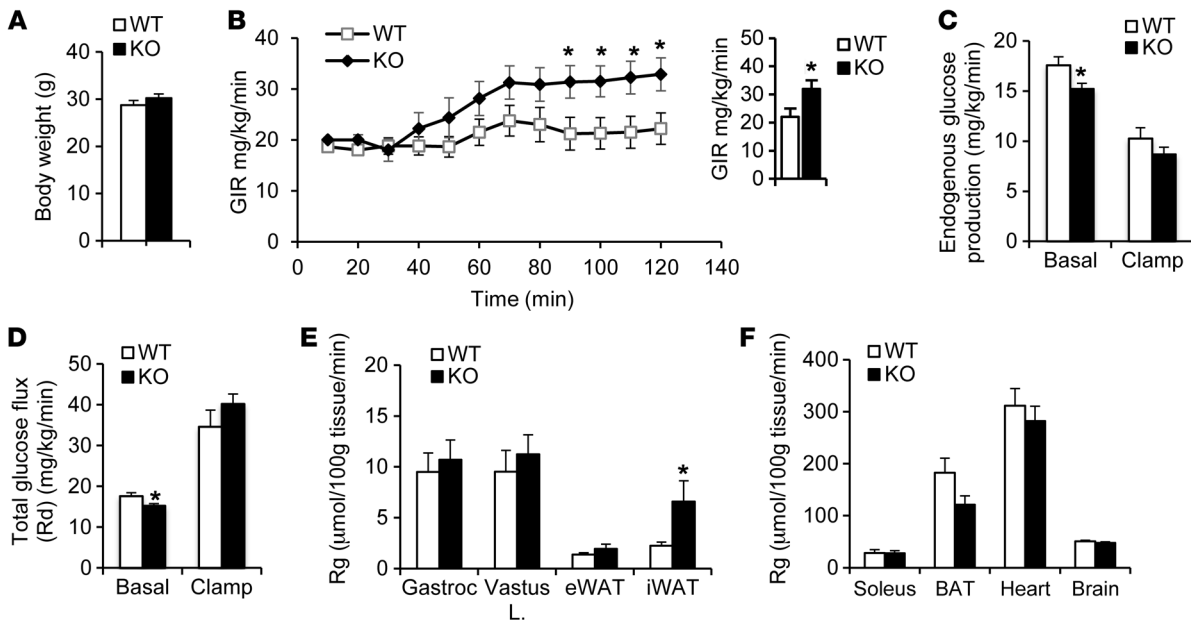 A
WT
KO
Body weight (g)
40
30
20
10
0
B
WT
KO
GIR mg/kg/min
40
30
20
10
0
* * * *
0 20 40 60 80 100 120 140
Time (min)
WT
KO
GIR mg/kg/min
50
40
30
20
10
0
*
C
WT
KO
Endogenous glucose
production (mg/kg/min)
20
15
10
5
0
*
Basal Clamp
D
WT
KO
Total glucose flux
(Rd) (mg/kg/min)
50
40
30
20
10
0
*
Basal Clamp
E
WT
KO
Rg (μmol/100g tissue/min)
20
15
10
5
0
*
Gastroc Vastus eWAT iWAT
L.
F
WT
KO
Rg (μmol/100g tissue/min)
400
300
200
100
0
Soleus BAT Heart Brain